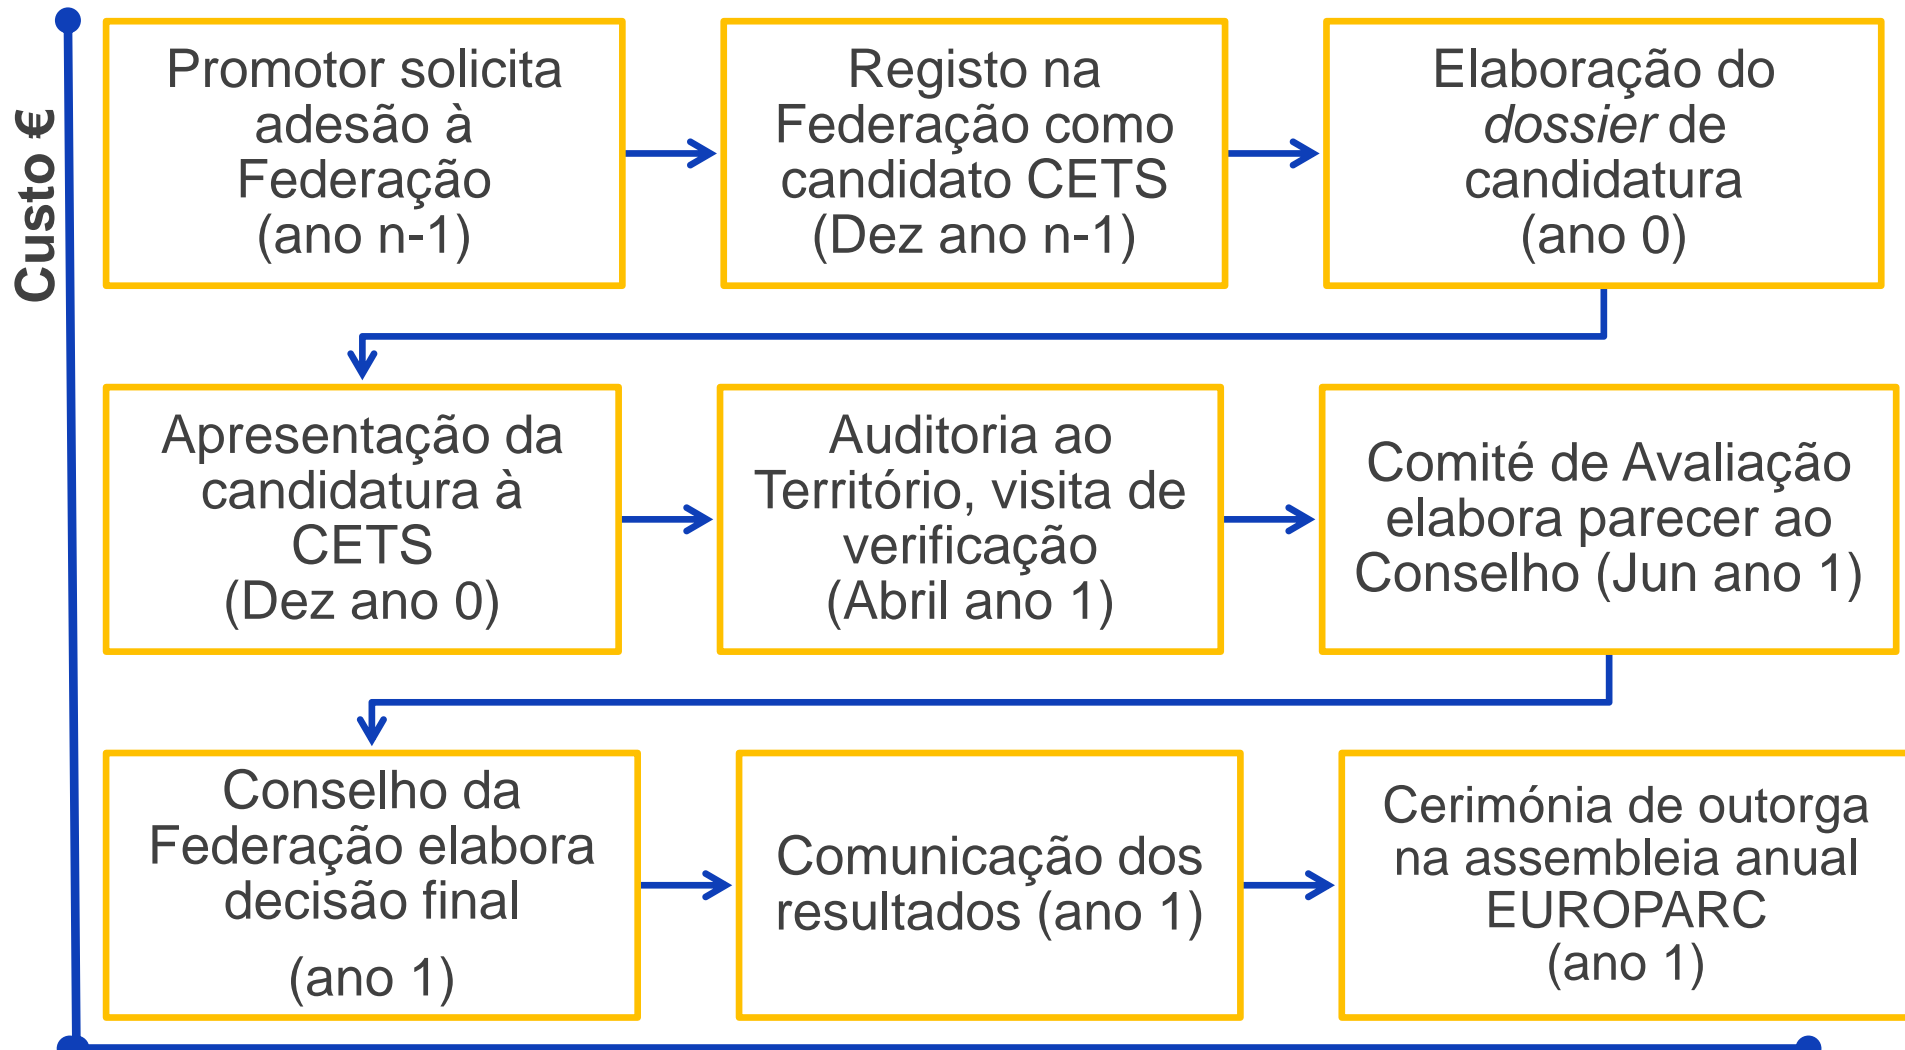 Custo €
Promotor solicita
adesão à
Federação
(ano n-1)
Registo na
Federação como
candidato CETS
(Dez ano n-1)
Elaboração do
dossier de
candidatura
(ano 0)
Apresentação da
candidatura à
CETS
(Dez ano 0)
Auditoria ao
Território, visita de
verificação
(Abril ano 1)
Comité de Avaliação
elabora parecer ao
Conselho (Jun ano 1)
Conselho da
Federação elabora
decisão final
(ano 1)
Comunicação dos
resultados (ano 1)
Cerimónia de outorga
na assembleia anual
EUROPARC
(ano 1)